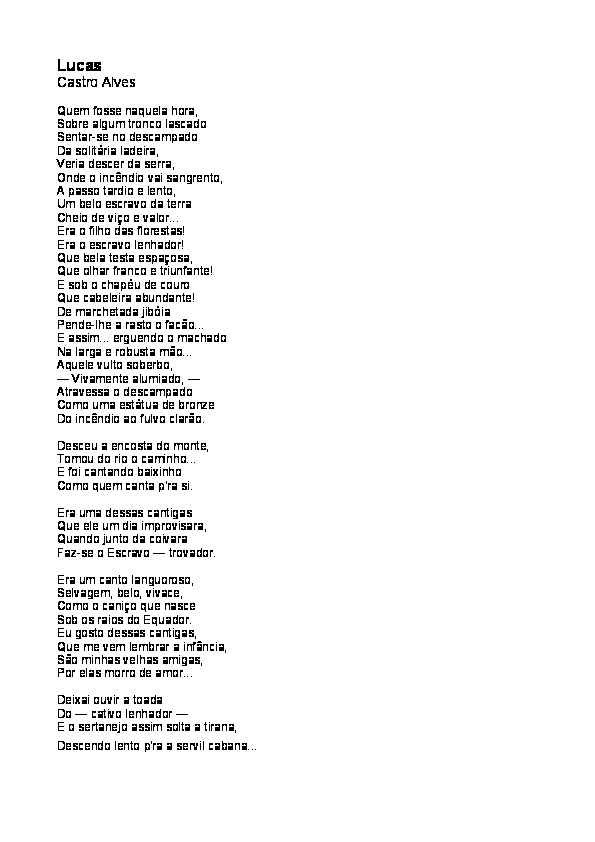 Lucas
Castro Alves
Quem fosse naquela hora,
Sobre algum tronco lascado
Sentar-se no descampado
Da solitária ladeira,
Veria descer da serra,
Onde o incêndio vai sangrento,
A passo tardio e lento,
Um belo escravo da terra
Cheio de viço e valor...
Era o filho das florestas!
Era o escravo lenhador!
Que bela testa espaçosa,
Que olhar franco e triunfante!
E sob o chapéu de couro
Que cabeleira abundante!
De marchetada jibóia
Pende-lhe a rasto o facão...
E assim... erguendo o machado
Na larga e robusta mão...
Aquele vulto soberbo,
— Vivamente alumiado, —
Atravessa o descampado
Como uma estátua de bronze
Do incêndio ao fulvo clarão.
Desceu a encosta do monte,
Tomou do rio o caminho...
E foi cantando baixinho
Como quem canta p'ra si.
Era uma dessas cantigas
Que ele um dia improvisara,
Quando junto da coivara
Faz-se o Escravo — trovador.
Era um canto languoroso,
Selvagem, belo, vivace,
Como o caniço que nasce
Sob os raios do Equador.
Eu gosto dessas cantigas,
Que me vem lembrar a infância,
São minhas velhas amigas,
Por elas morro de amor...
Deixai ouvir a toada
Do — cativo lenhador —
E o sertanejo assim solta a tirana,
Descendo lento p'ra a servil cabana...